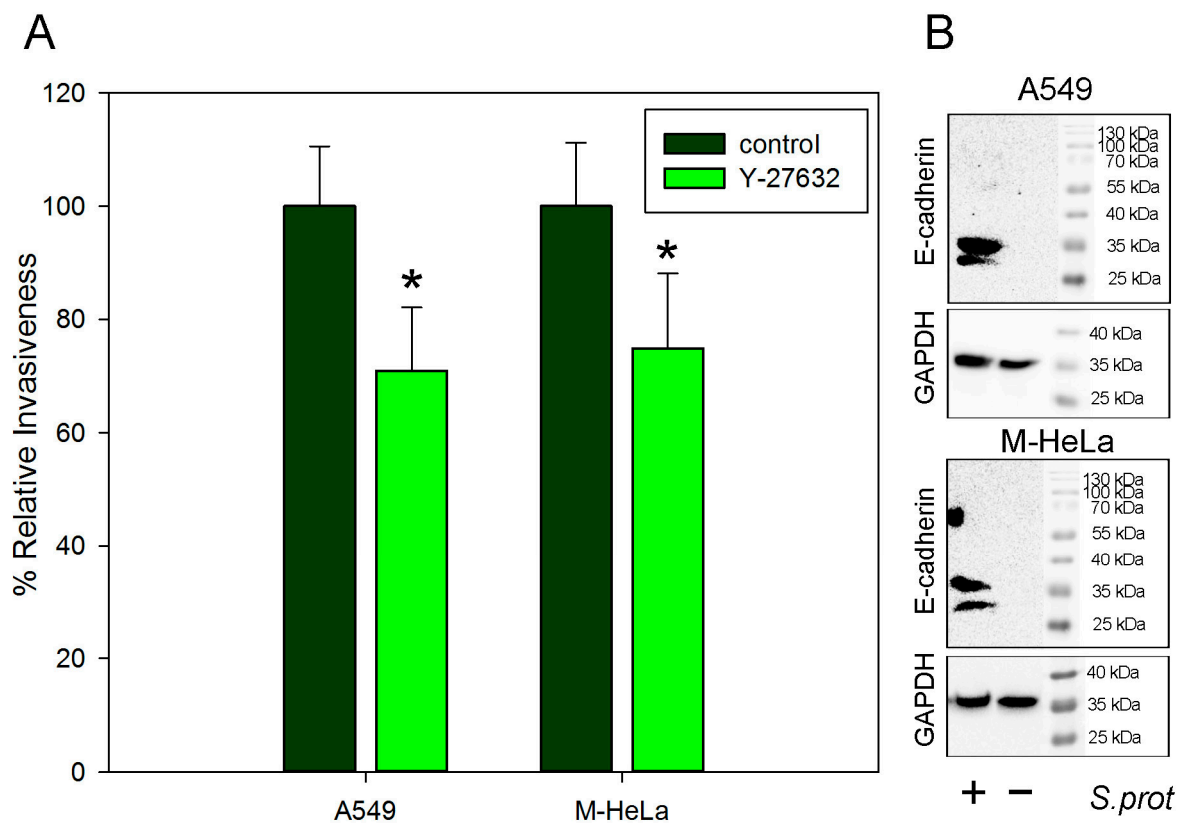 A
% Relative Invasiveness
120
100
80
60
40
20
0
control
Y-27632
*
*
A549
M-HeLa
B
A549
E-cadherin
130 kDa
100 kDa
70 kDa
55 kDa
40 kDa
35 kDa
25 kDa
GAPDH
40 kDa
35 kDa
25 kDa
M-HeLa
E-cadherin
130 kDa
100 kDa
70 kDa
55 kDa
40 kDa
35 kDa
25 kDa
GAPDH
40 kDa
35 kDa
25 kDa
+ − S.prot